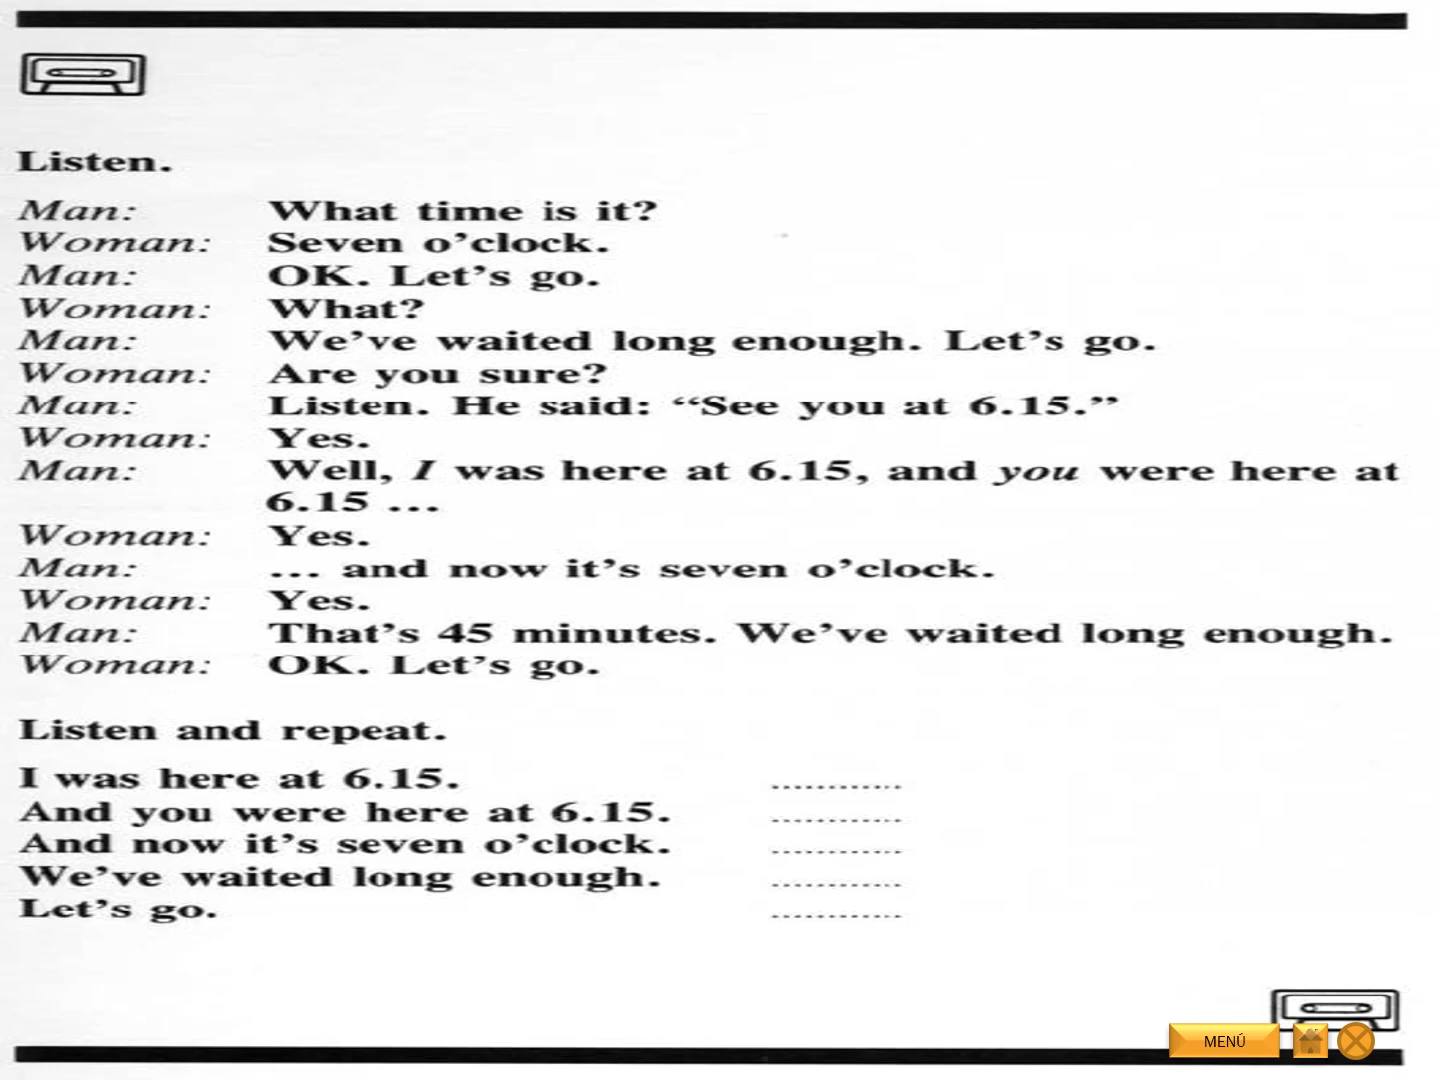 Listen.
Man: What time is it?
Woman: Seven o'clock.
Man: OK. Let's go.
Woman: What?
Man: We've waited long enough. Let's go.
Woman: Are you sure?
Man: Listen. He said: “See you at 6.15.”
Woman: Yes.
Man: Well, I was here at 6.15, and you were here at
6.15 ...
Woman: Yes.
Man: ... and now it's seven o'clock.
Woman: Yes.
Man: That's 45 minutes. We've waited long enough.
Woman: OK. Let's go.
Listen and repeat.
I was here at 6.15. ............
And you were here at 6.15. ............
And now it's seven o'clock. ............
We've waited long enough. ............
Let's go. ............
MENÚ